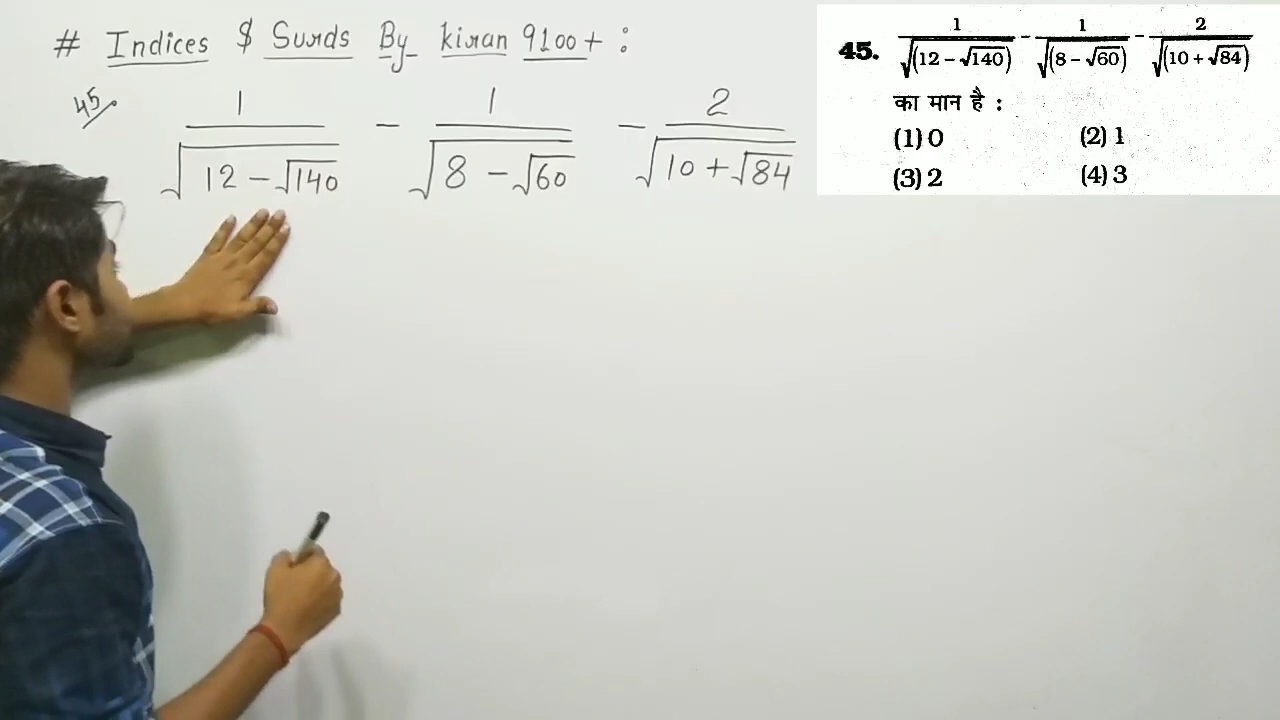 # Indices $ Surds By kiran 9100+ :
45. 1/√(12 − √140) − 1/√(8 − √60) − 2/√(10 + √84)
45. 1/√(12 − √140) − 1/√(8 − √60) − 2/√(10 + √84)
का मान है :
(1) 0 (2) 1
(3) 2 (4) 3